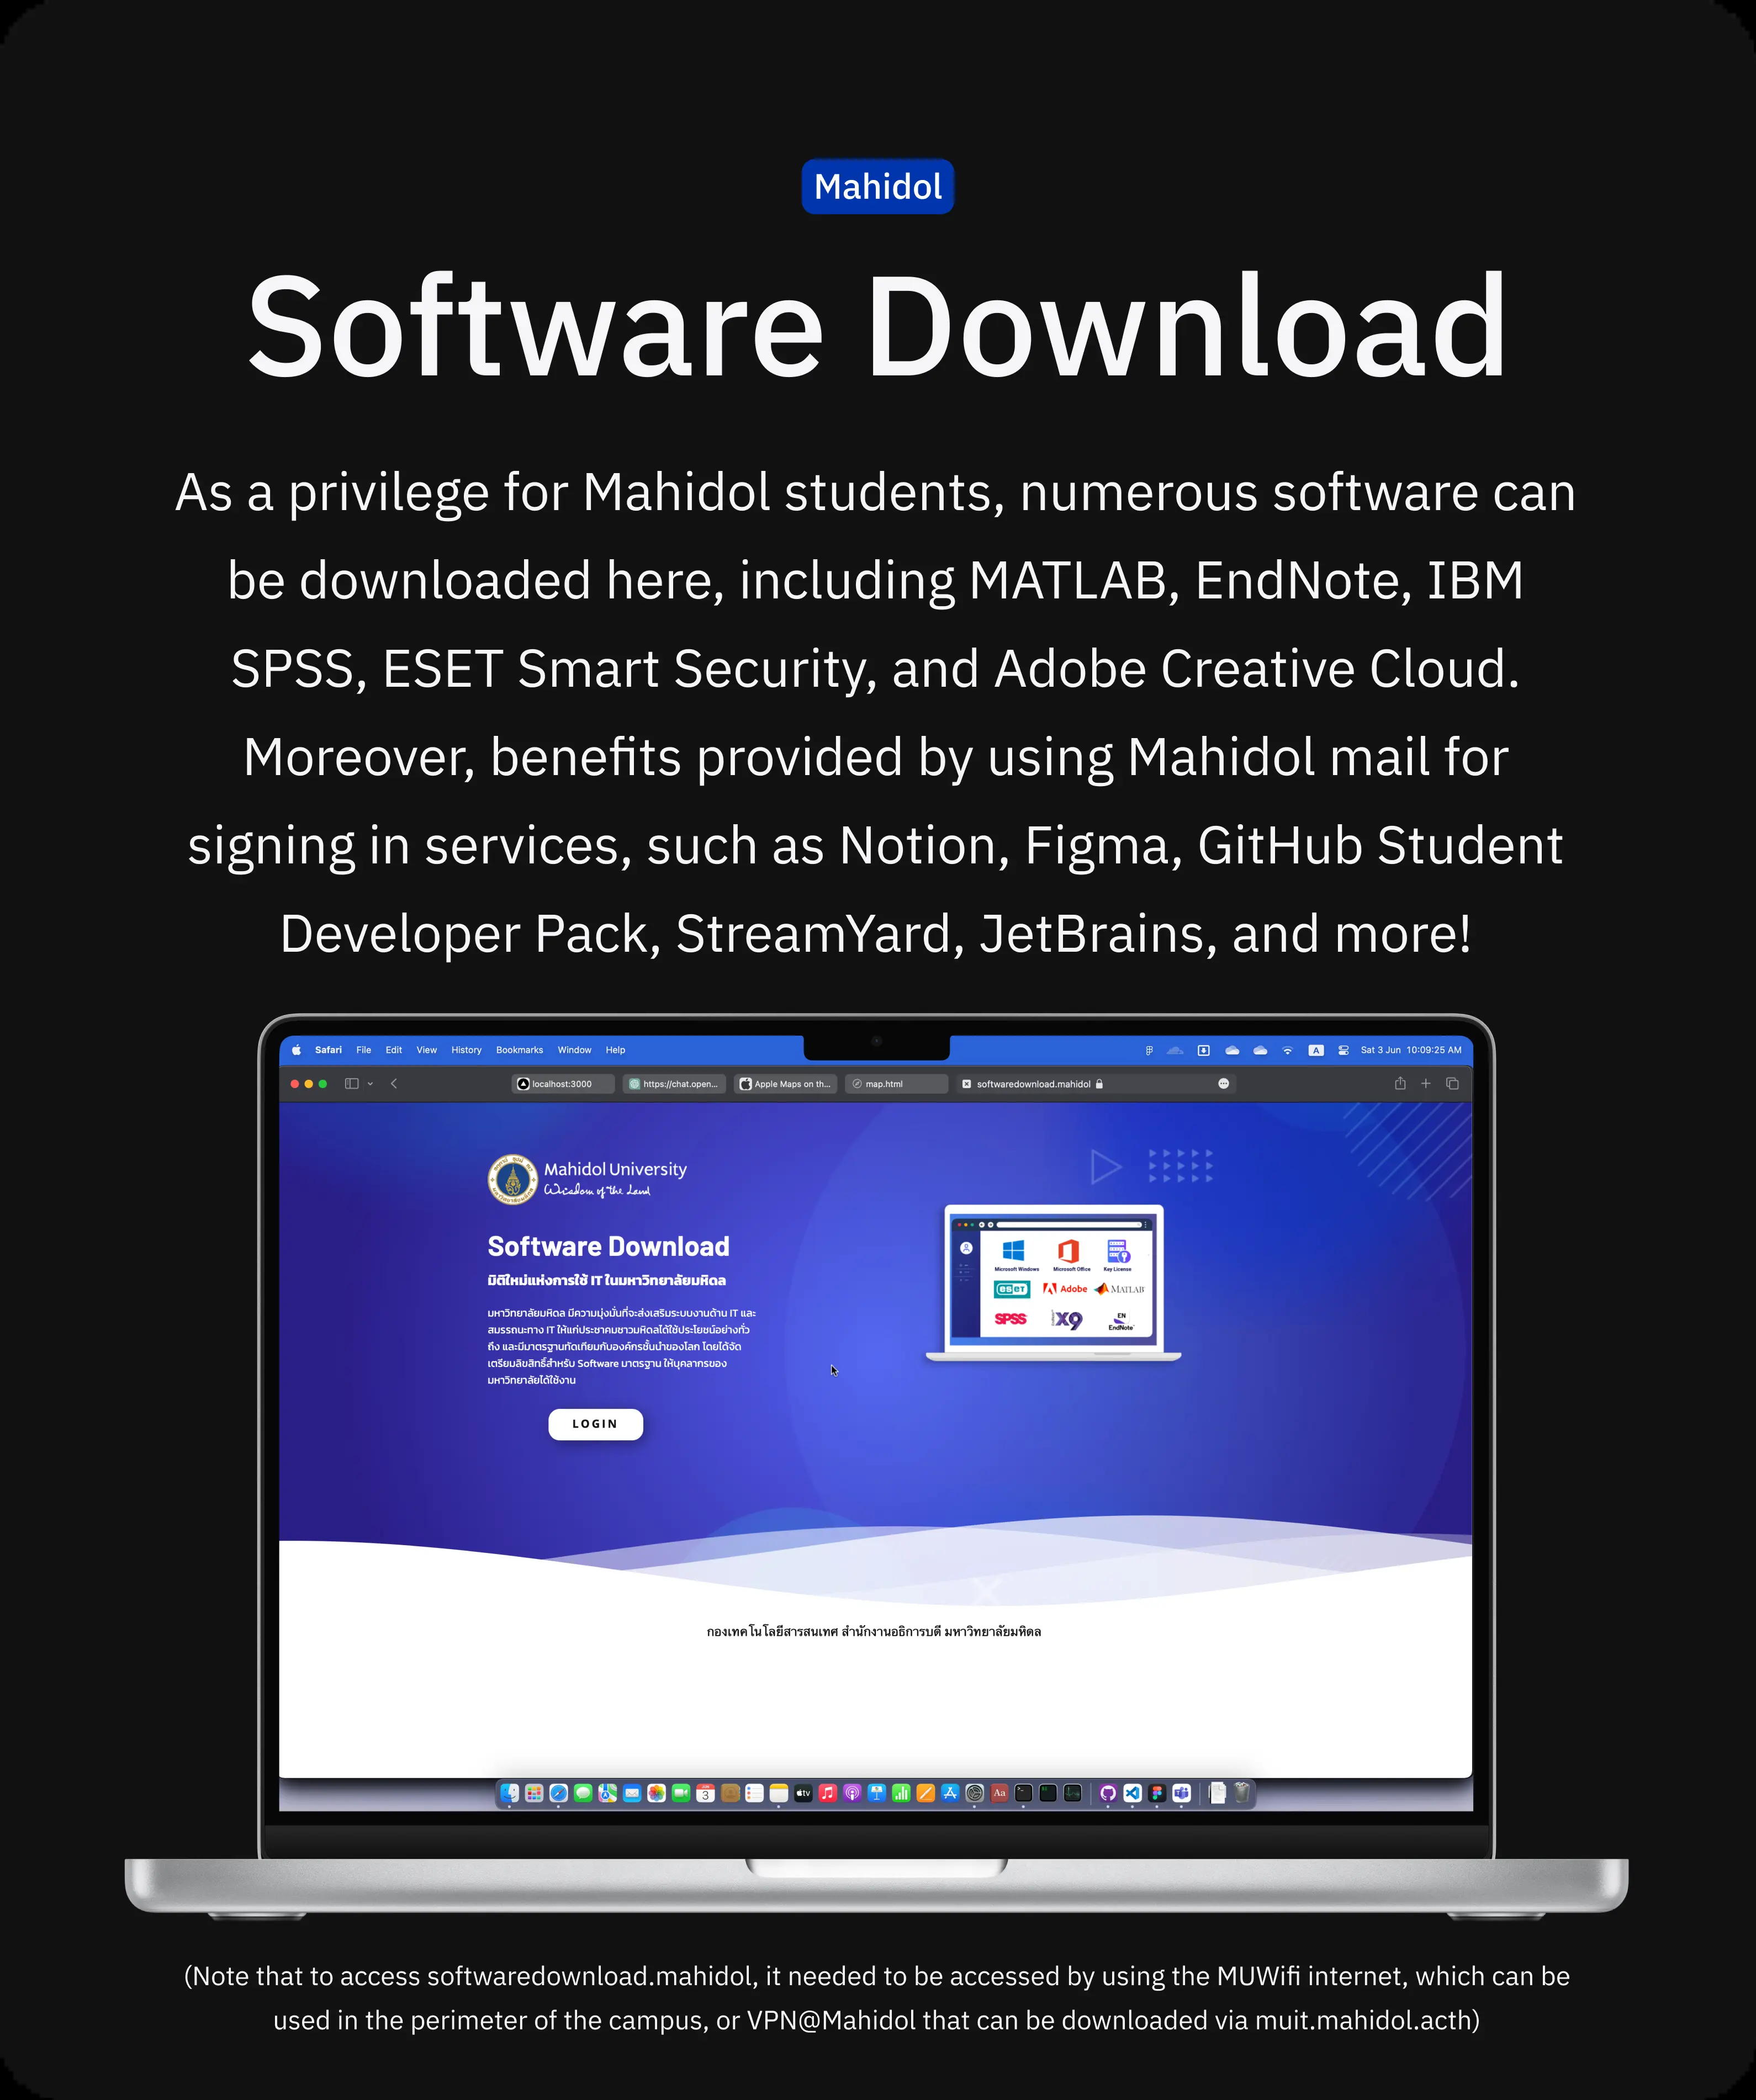 Mahidol
Software Download
As a privilege for Mahidol students, numerous software can
be downloaded here, including MATLAB, EndNote, IBM
SPSS, ESET Smart Security, and Adobe Creative Cloud.
Moreover, benefits provided by using Mahidol mail for
signing in services, such as Notion, Figma, GitHub Student
Developer Pack, StreamYard, JetBrains, and more!
Safari File Edit View History Bookmarks Window Help A Sat 3 Jun 10:09:25 AM
localhost:3000 https://chat.open... Apple Maps on th... map.html softwaredownload.mahidol
Mahidol University
Wisdom of the Land
Software Download
มิติใหม่แห่งการใช้ IT ในมหาวิทยาลัยมหิดล
มหาวิทยาลัยมหิดล มีความมุ่งมั่นที่จะส่งเสริมระบบงานด้าน IT และ
สมรรถนะทาง IT ให้แก่ประชาคมชาวมหิดลได้ใช้ประโยชน์อย่างทั่ว
ถึง และมีมาตรฐานทัดเทียมกับองค์กรชั้นนำของโลก โดยได้จัด
เตรียมลิขสิทธิ์สำหรับ Software มาตรฐาน ให้บุคลากรของ
มหาวิทยาลัยได้ใช้งาน
LOGIN
Microsoft Windows Microsoft Office Key License
eset Adobe MATLAB
SPSS X9 EN
EndNote
กองเทคโนโลยีสารสนเทศ สำนักงานอธิการบดี มหาวิทยาลัยมหิดล
3 tv Aa
(Note that to access softwaredownload.mahidol, it needed to be accessed by using the MUWifi internet, which can be
used in the perimeter of the campus, or VPN@Mahidol that can be downloaded via muit.mahidol.acth)